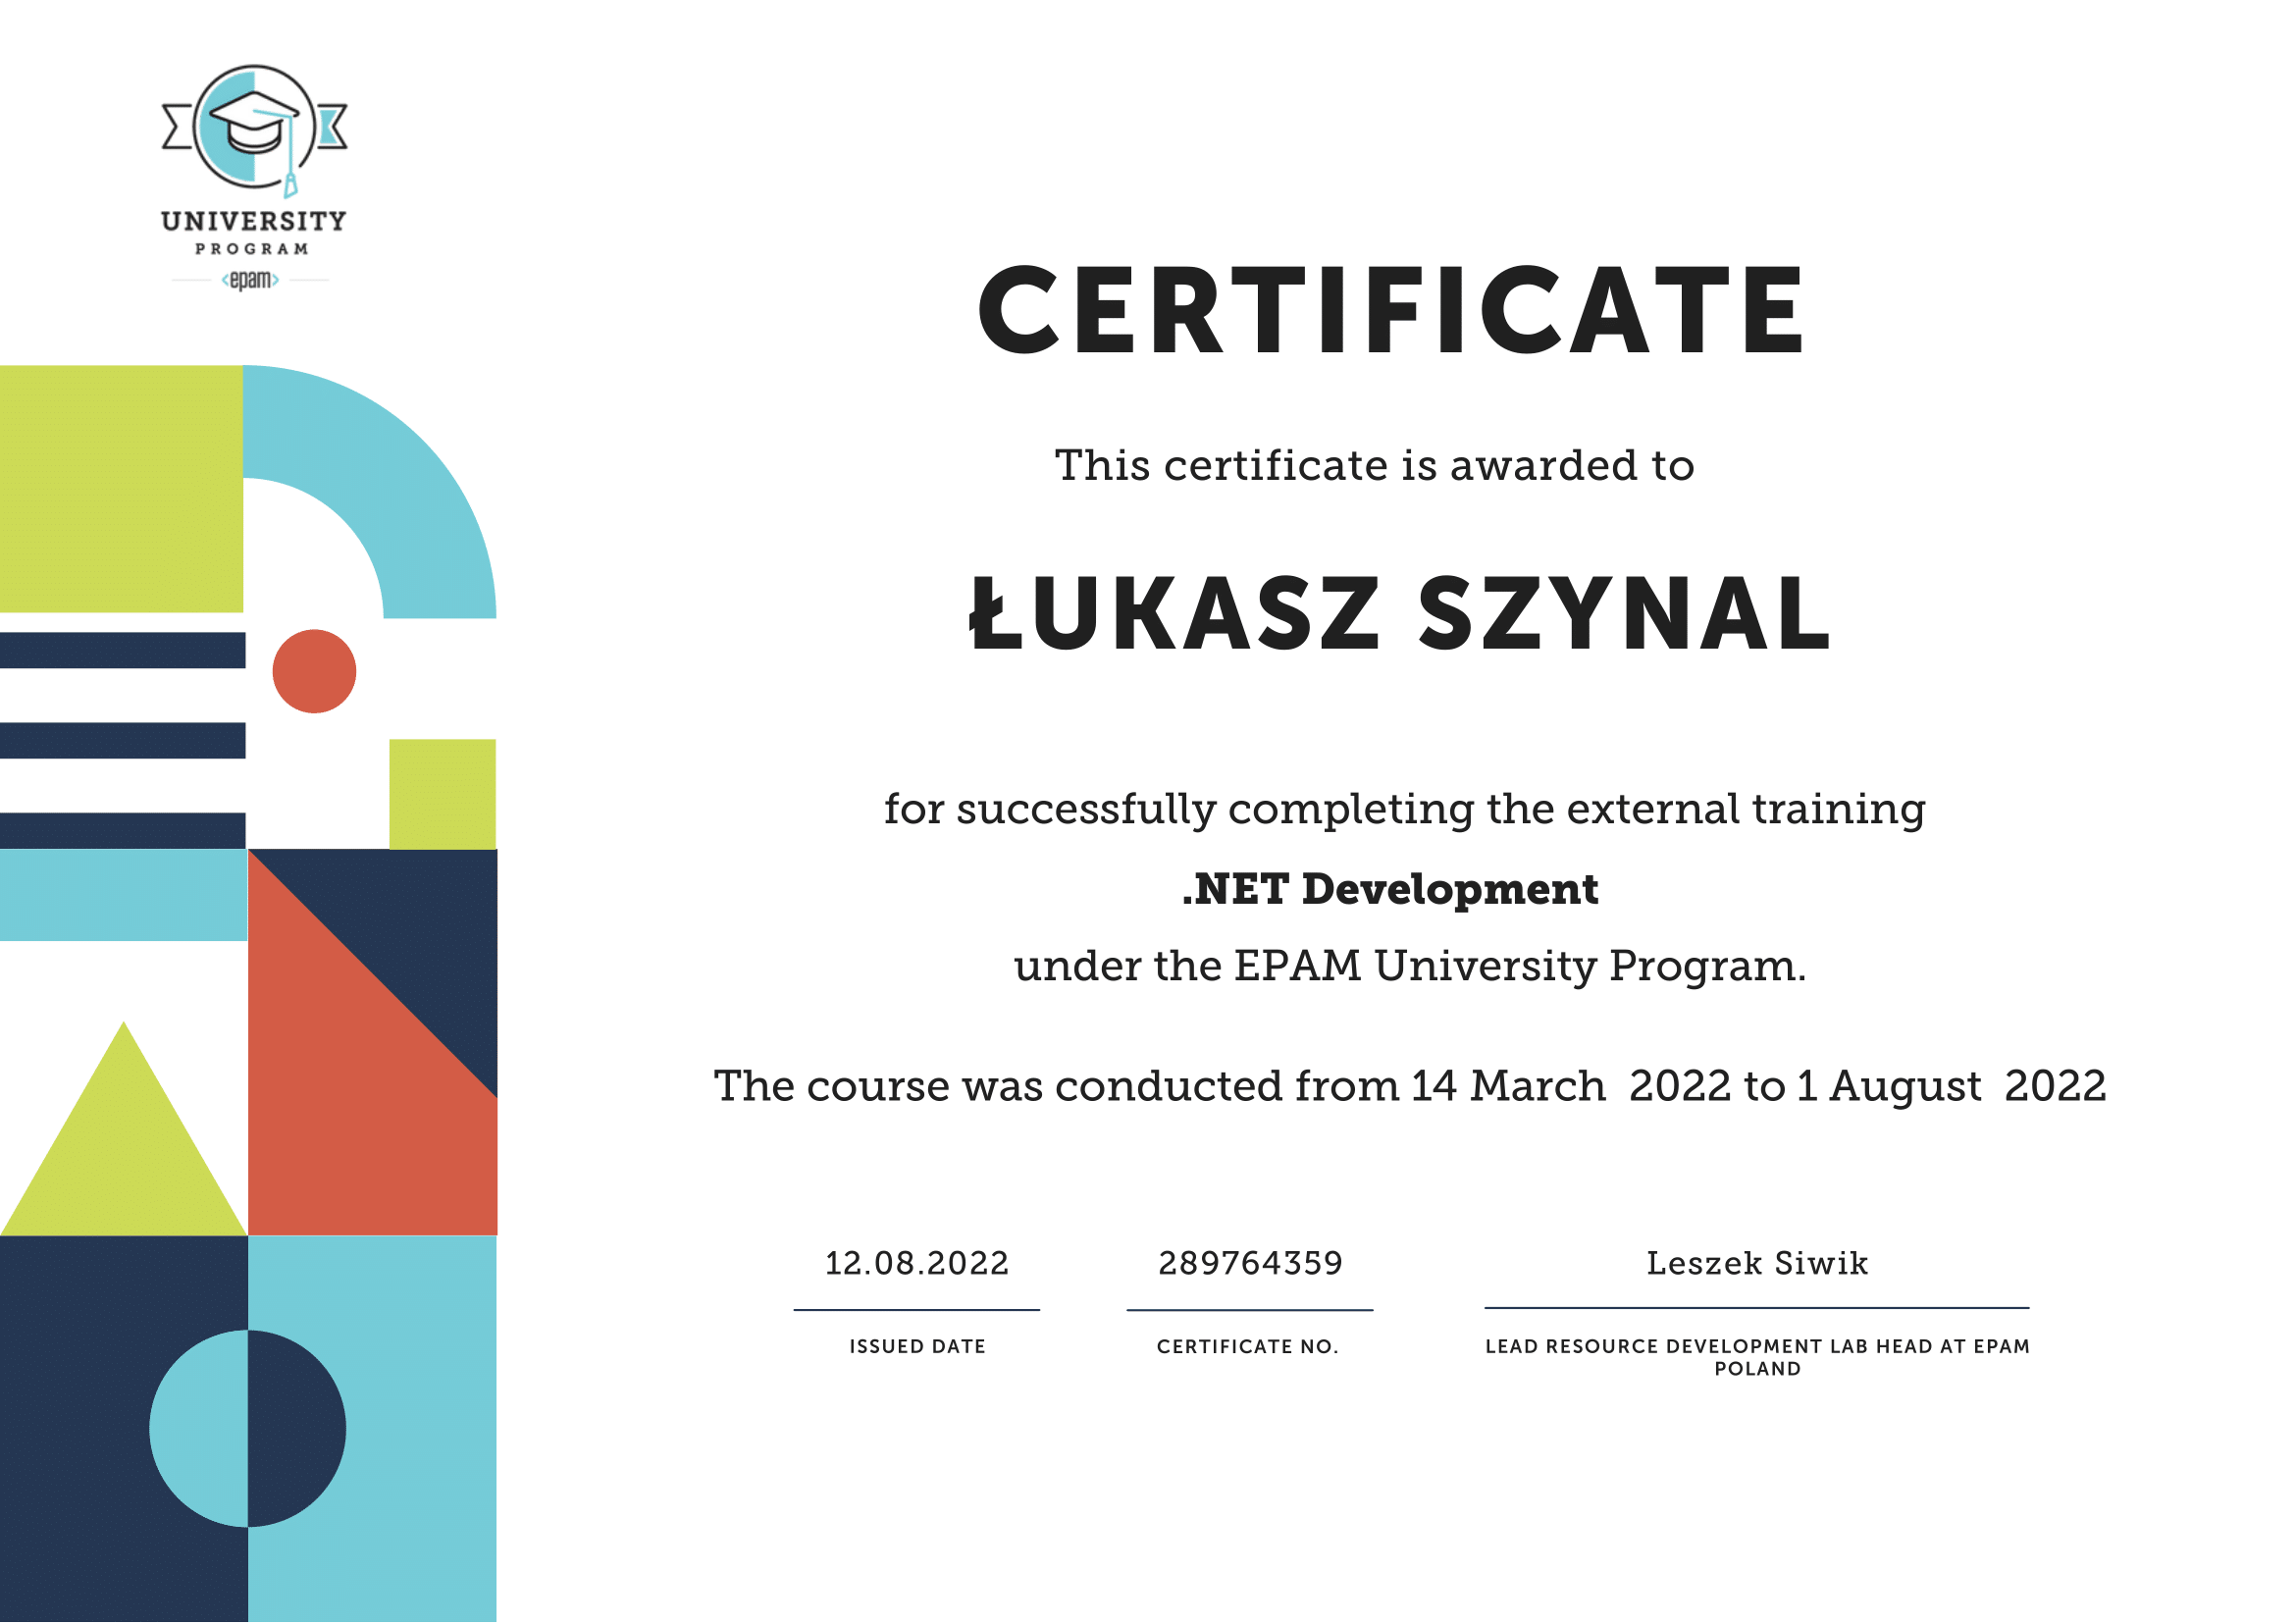 UNIVERSITY
PROGRAM
<epam>
CERTIFICATE
This certificate is awarded to
ŁUKASZ SZYNAL
for successfully completing the external training
.NET Development
under the EPAM University Program.
The course was conducted from 14 March  2022 to 1 August  2022
12.08.2022
ISSUED DATE
289764359
CERTIFICATE NO.
Leszek Siwik
LEAD RESOURCE DEVELOPMENT LAB HEAD AT EPAM
POLAND